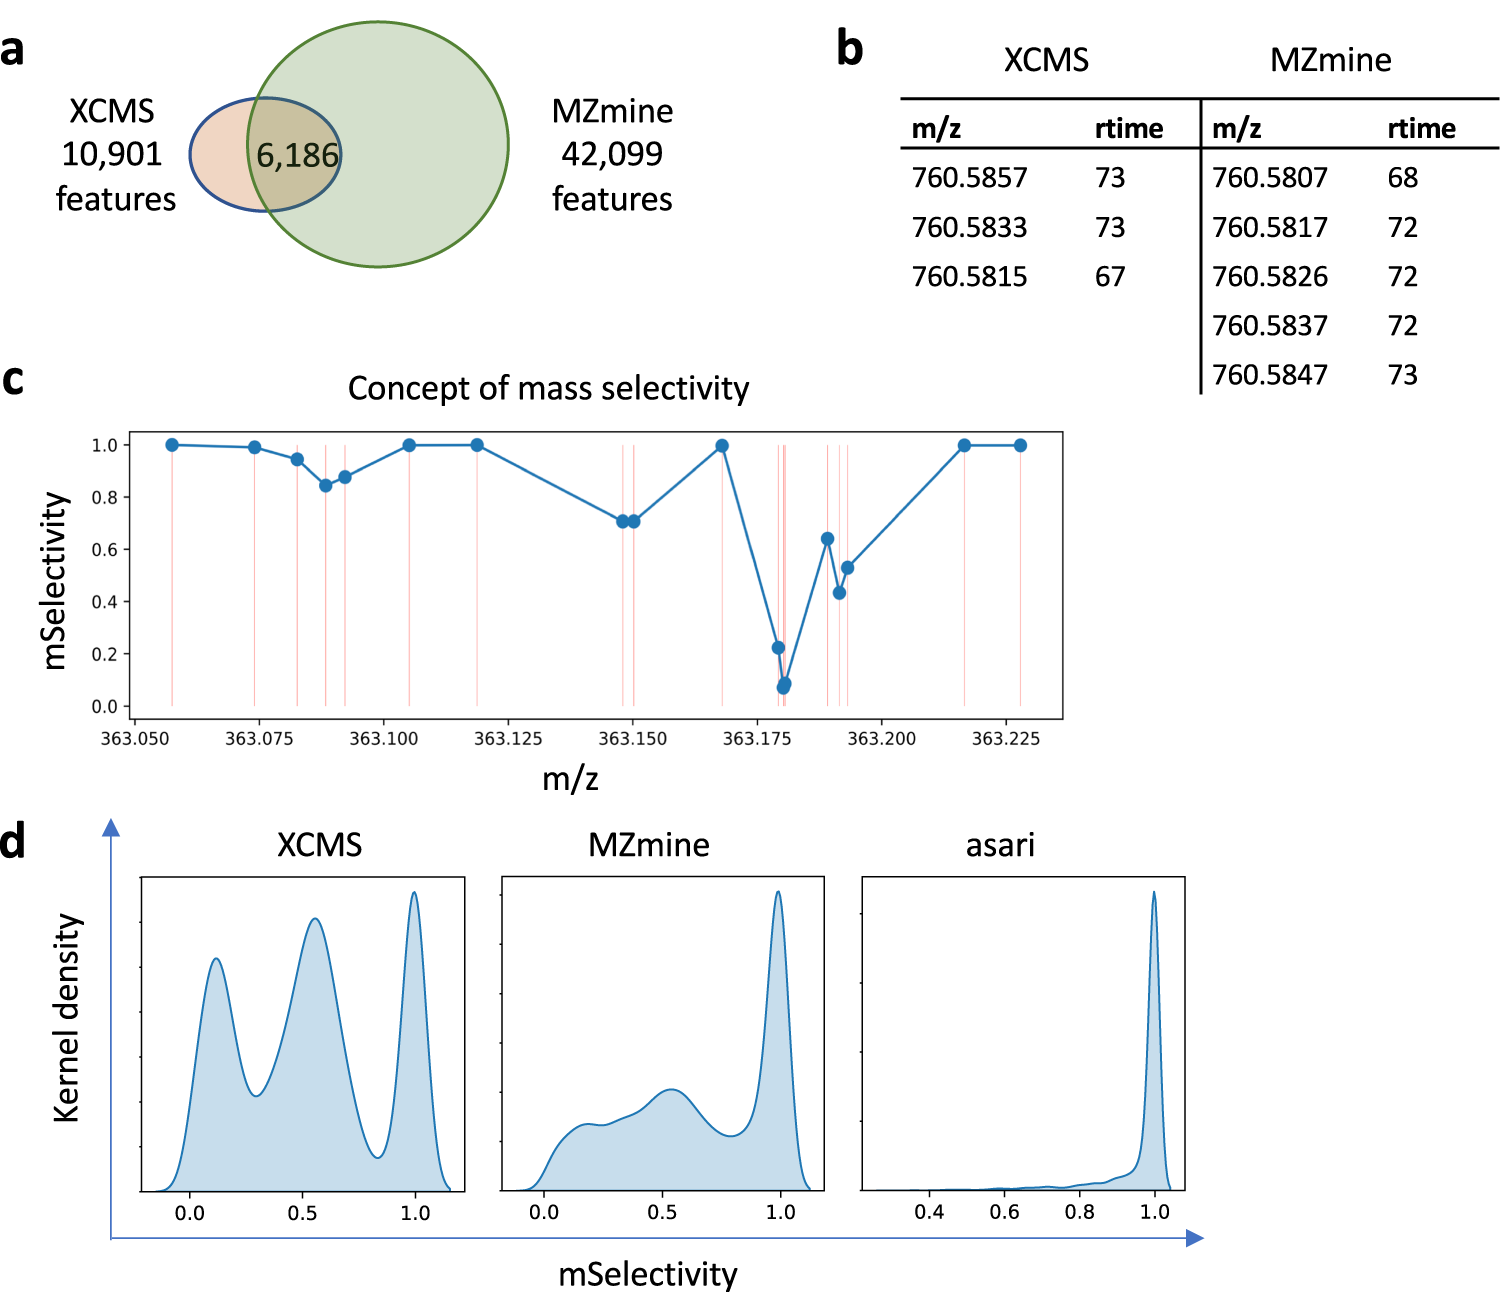 a
XCMS
10,901
features
6,186
MZmine
42,099
features
b
XCMS MZmine
m/z rtime m/z rtime
760.5857 73 760.5807 68
760.5833 73 760.5817 72
760.5815 67 760.5826 72
760.5837 72
760.5847 73
c
Concept of mass selectivity
mSelectivity
1.0
0.8
0.6
0.4
0.2
0.0
363.050 363.075 363.100 363.125 363.150 363.175 363.200 363.225
m/z
d
XCMS MZmine asari
Kernel density
0.0 0.5 1.0 0.0 0.5 1.0 0.4 0.6 0.8 1.0
mSelectivity